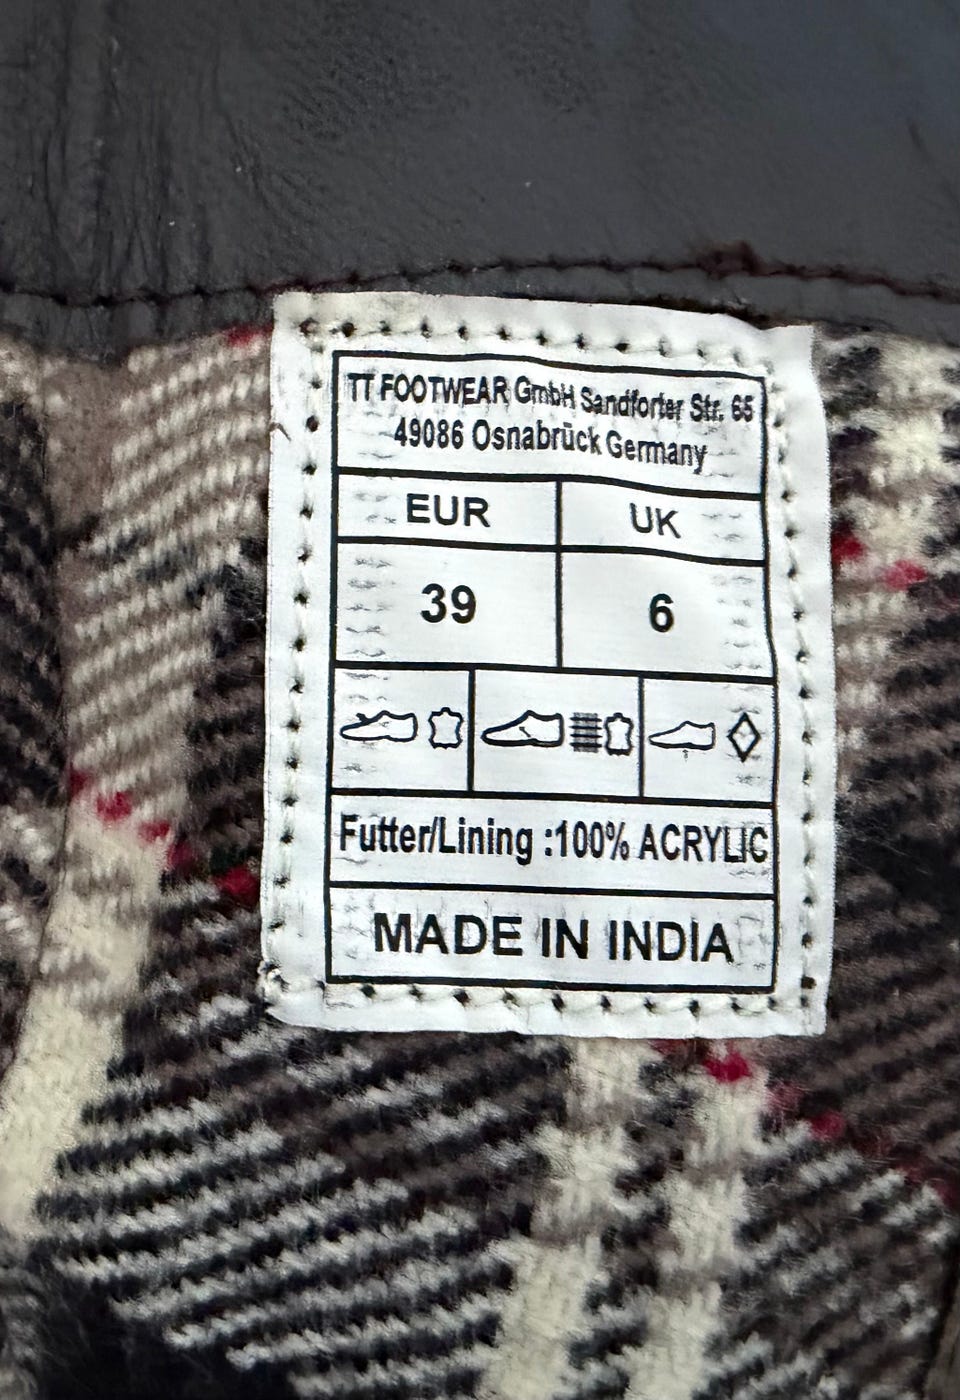 TT FOOTWEAR GmbH Sandforter Str. 65
49086 Osnabrück Germany
EUR UK
39 6
Futter/Lining :100% ACRYLIC
MADE IN INDIA